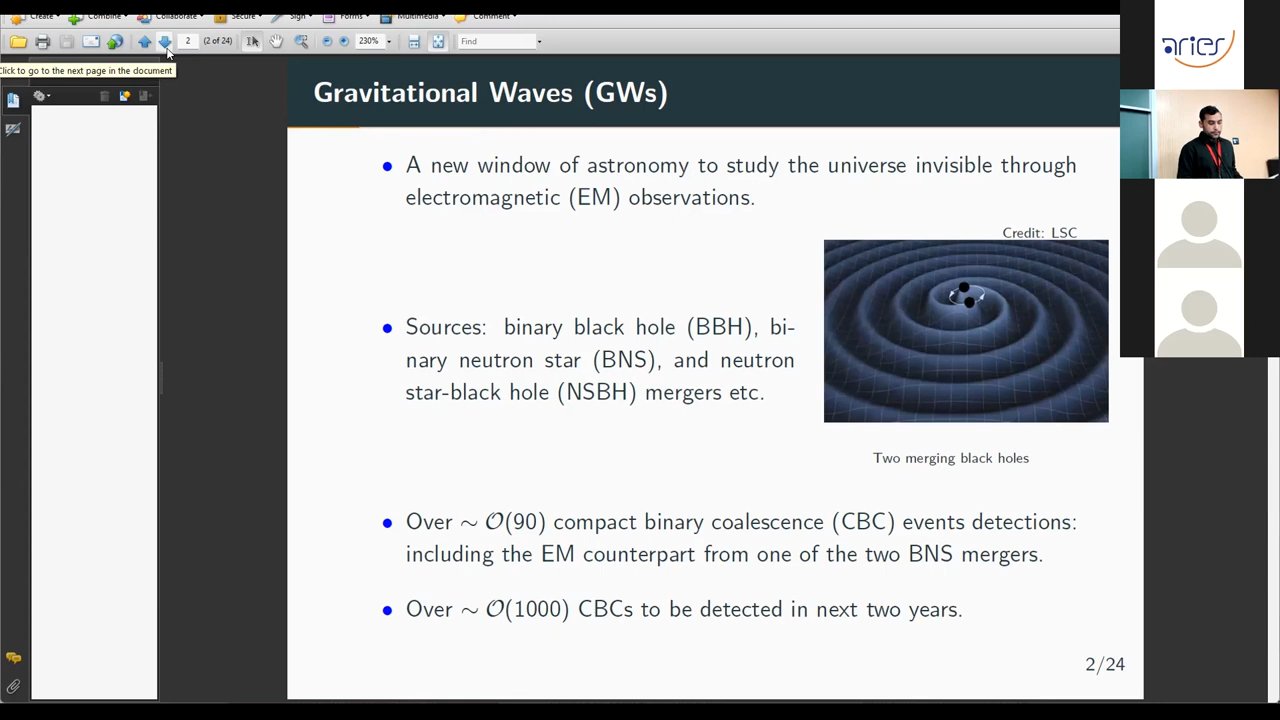 Create
Combine
Collaborate
Secure
Sign
Forms
Multimedia
Comment
2
(2 of 24)
230%
Find
Click to go to the next page in the document
aries
Gravitational Waves (GWs)
• A new window of astronomy to study the universe invisible through
electromagnetic (EM) observations.
Credit: LSC
• Sources: binary black hole (BBH), bi-
nary neutron star (BNS), and neutron
star-black hole (NSBH) mergers etc.
Two merging black holes
• Over ∼ O(90) compact binary coalescence (CBC) events detections:
including the EM counterpart from one of the two BNS mergers.
• Over ∼ O(1000) CBCs to be detected in next two years.
2/24